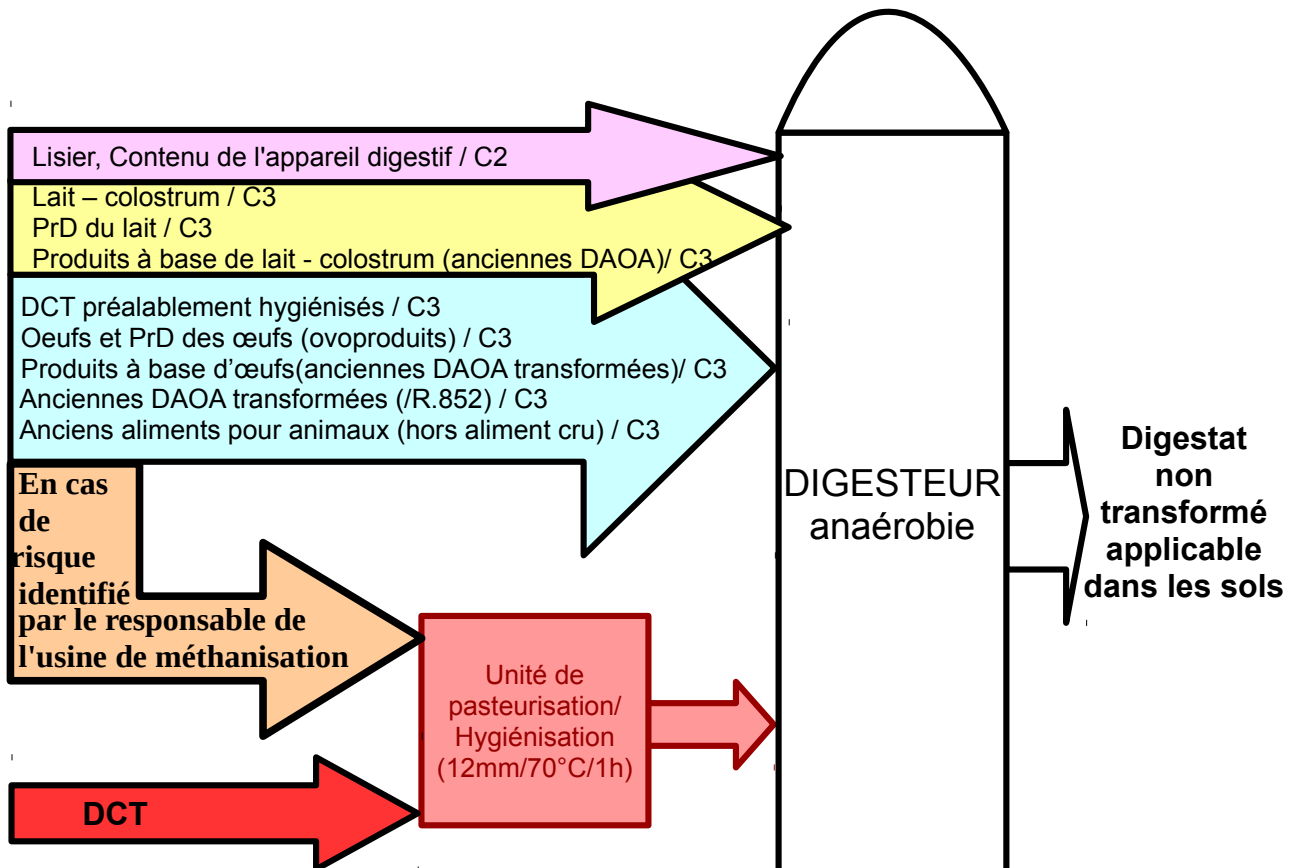 Lisier, Contenu de l'appareil digestif / C2
Lait – colostrum / C3
PrD du lait / C3
Produits à base de lait - colostrum (anciennes DAOA)/ C3
DCT préalablement hygiénisés / C3
Oeufs et PrD des œufs (ovoproduits) / C3
Produits à base d’œufs(anciennes DAOA transformées)/ C3
Anciennes DAOA transformées (/R.852) / C3
Anciens aliments pour animaux (hors aliment cru) / C3
En cas
de
risque
identifié
par le responsable de
l'usine de méthanisation
Unité de
pasteurisation/
Hygiénisation
(12mm/70°C/1h)
DCT
DIGESTEUR
anaérobie
Digestat
non
transformé
applicable
dans les sols